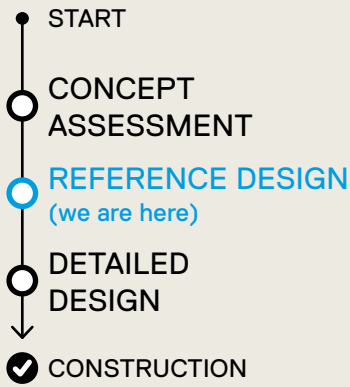 START
CONCEPT
ASSESSMENT
REFERENCE DESIGN
(we are here)
DETAILED
DESIGN
CONSTRUCTION